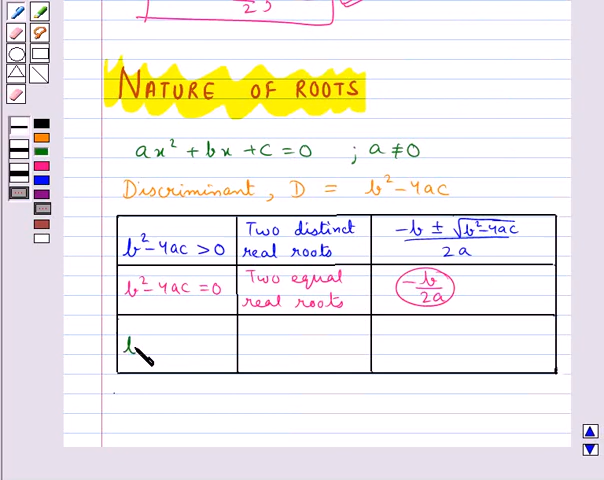 2,
NATURE OF ROOTS
ax² + bx + c = 0 ; a ≠ 0
Discriminant, D = b² - 4ac
b² - 4ac > 0
Two distinct
real roots
-b ± √b² - 4ac
2a
b² - 4ac = 0
Two equal
real roots
-b
2a
b